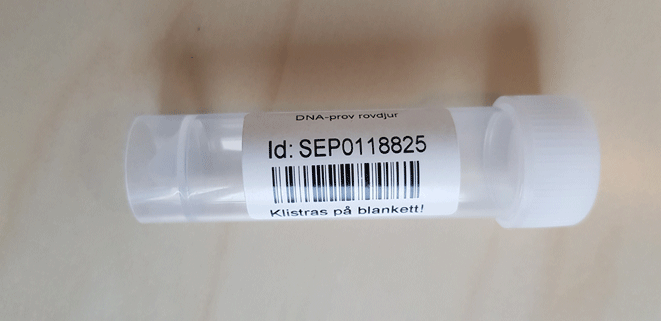 DNA-prov rovdjur
Id: SEP0118825
Klistras på blankett!